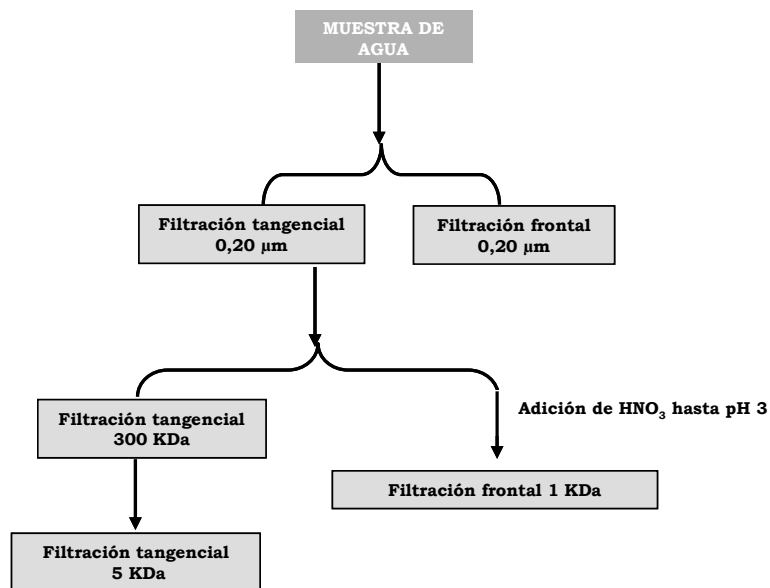 MUESTRA DE
AGUA
Filtración tangencial
0,20 µm
Filtración frontal
0,20 µm
Filtración tangencial
300 KDa
Adición de HNO₃ hasta pH 3
Filtración frontal 1 KDa
Filtración tangencial
5 KDa